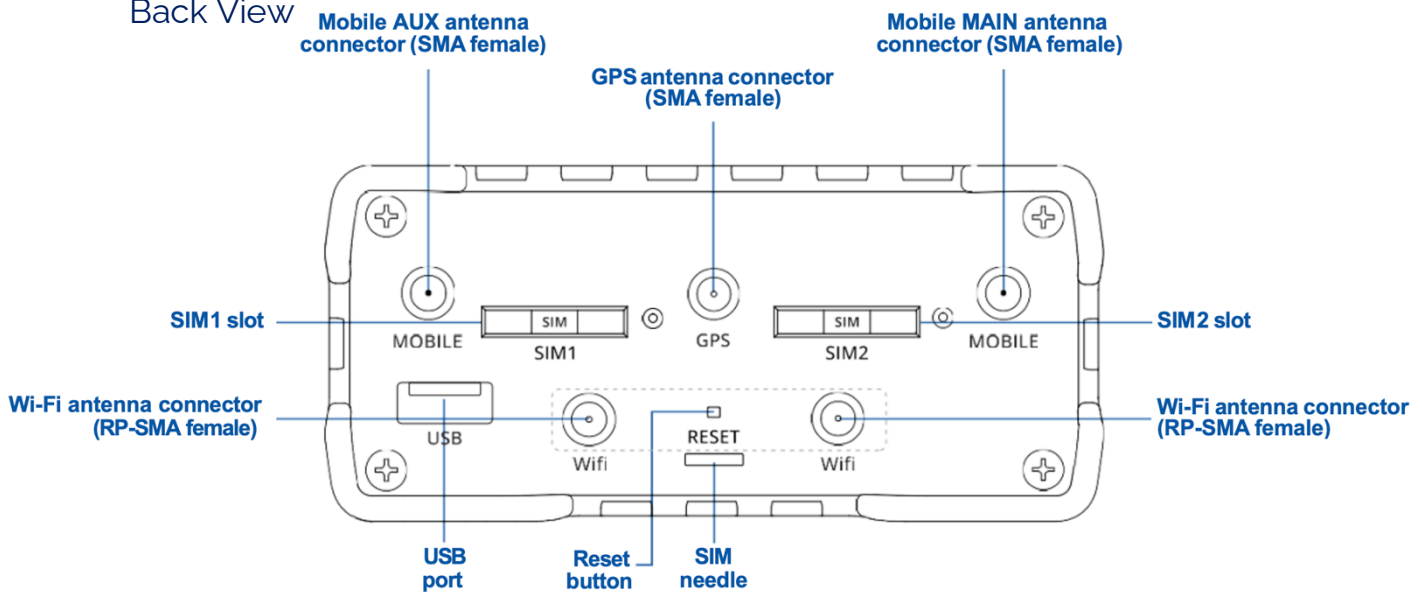 Back View
Mobile AUX antenna
connector (SMA female)
Mobile MAIN antenna
connector (SMA female)
GPS antenna connector
(SMA female)
SIM1 slot
MOBILE
SIM
SIM1
GPS
SIM
SIM2
MOBILE
SIM2 slot
Wi-Fi antenna connector
(RP-SMA female)
USB
Wifi
RESET
Wifi
Wi-Fi antenna connector
(RP-SMA female)
USB
port
Reset
button
SIM
needle